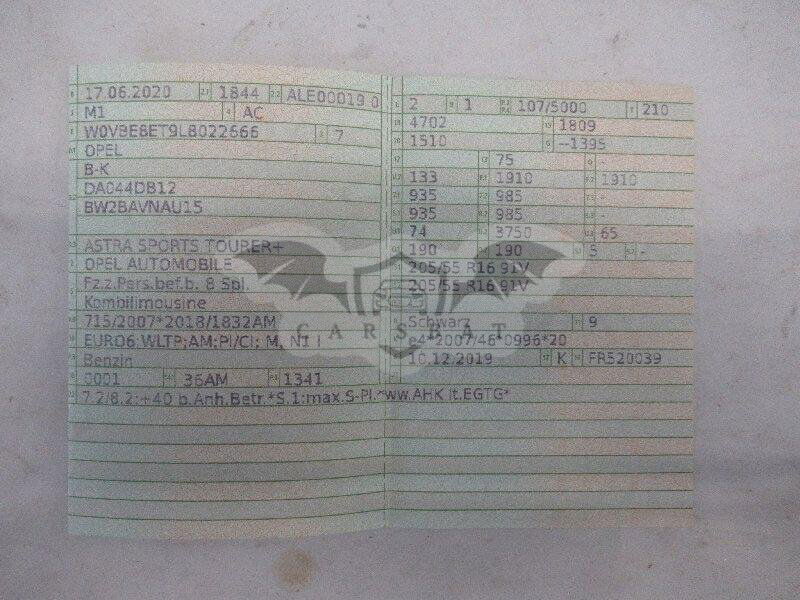 17.06.2020 1844 ALE00019 0
M1 AC
W0VBE8ET9L8022666 7
OPEL
B-K
DA044DB12
BW2BAVNAU15
ASTRA SPORTS TOURER+
OPEL AUTOMOBILE
Fz.z.Pers.bef.b. 8 Spl.
Kombilimousine
715/2007*2018/1832AM
EURO6;WLTP;AM;PI/CI; M, N1 I
Benzin
0001 36AM 1341
7.2/8.2:+40 b.Anh.Betr.*S.1:max.S-Pl.*ww.AHK lt.EGTG*
2 1 107/5000 210
4702 1809
1510 --1395
75 -
133 1910 1910
935 985 -
935 985 -
74 3750 65
190 190 5 -
205/55 R16 91V
205/55 R16 91V
Schwarz 9
e4*2007/46*0996*20
10.12.2019 K FR520039
CARSBAT